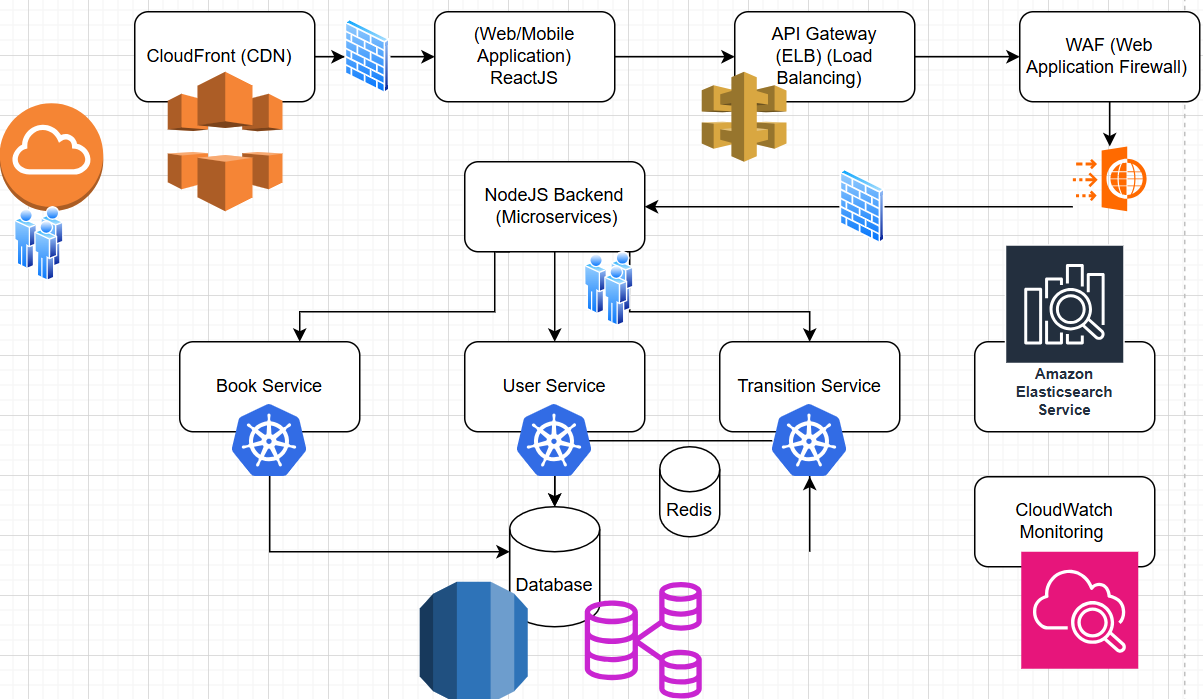 CloudFront (CDN)
(Web/Mobile
Application)
ReactJS
API Gateway
(ELB) (Load
Balancing)
WAF (Web
Application Firewall)
NodeJS Backend
(Microservices)
Book Service
User Service
Transition Service
Amazon
Elasticsearch
Service
Redis
CloudWatch
Monitoring
Database